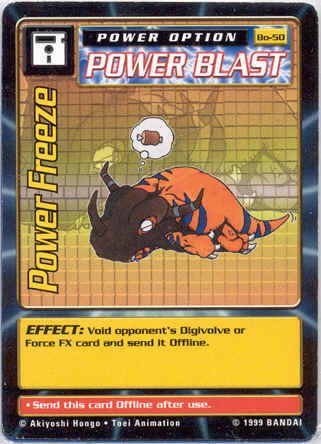 POWER OPTION
Bo-50
POWER BLAST
Power Freeze
EFFECT: Void opponent's Digivolve or
Force FX card and send it Offline.
• Send this card Offline after use.
© Akiyoshi Hongo • Toei Animation
© 1999 BANDAI